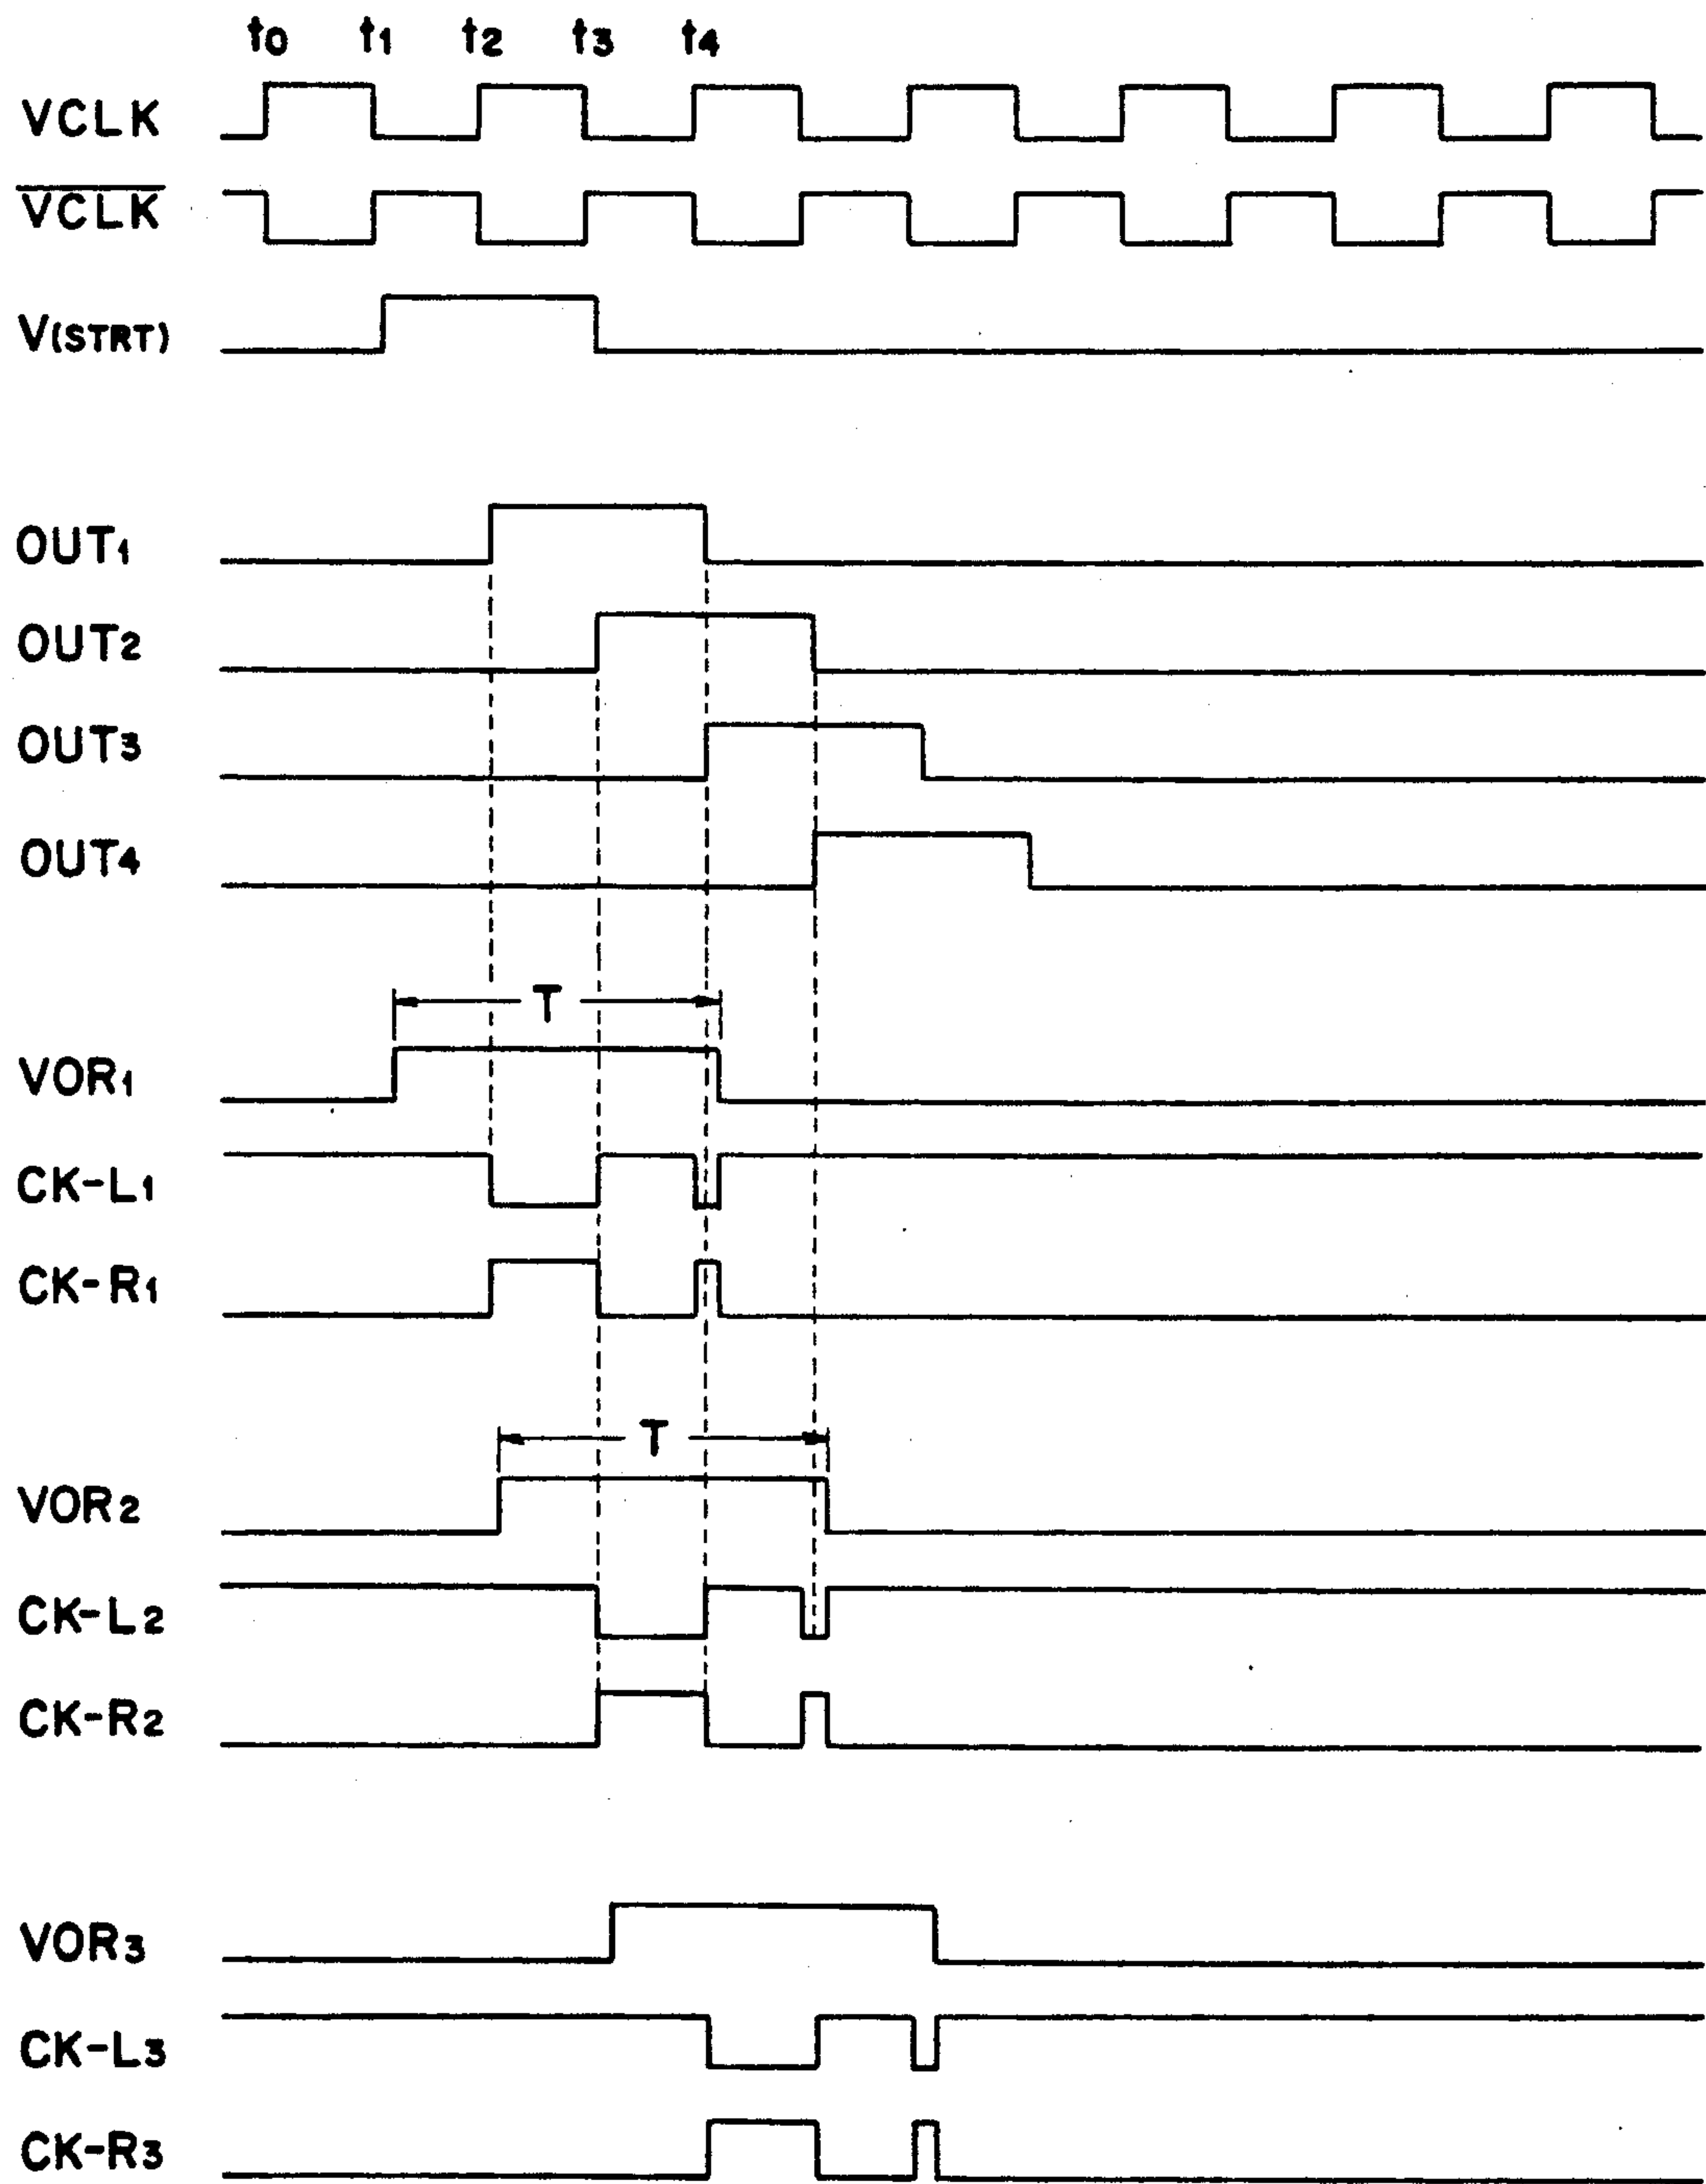 t0 t1 t2 t3 t4
VCLK
V̅C̅L̅K̅
V(STRT)
OUT1
OUT2
OUT3
OUT4
T
VOR1
CK-L1
CK-R1
T
VOR2
CK-L2
CK-R2
VOR3
CK-L3
CK-R3